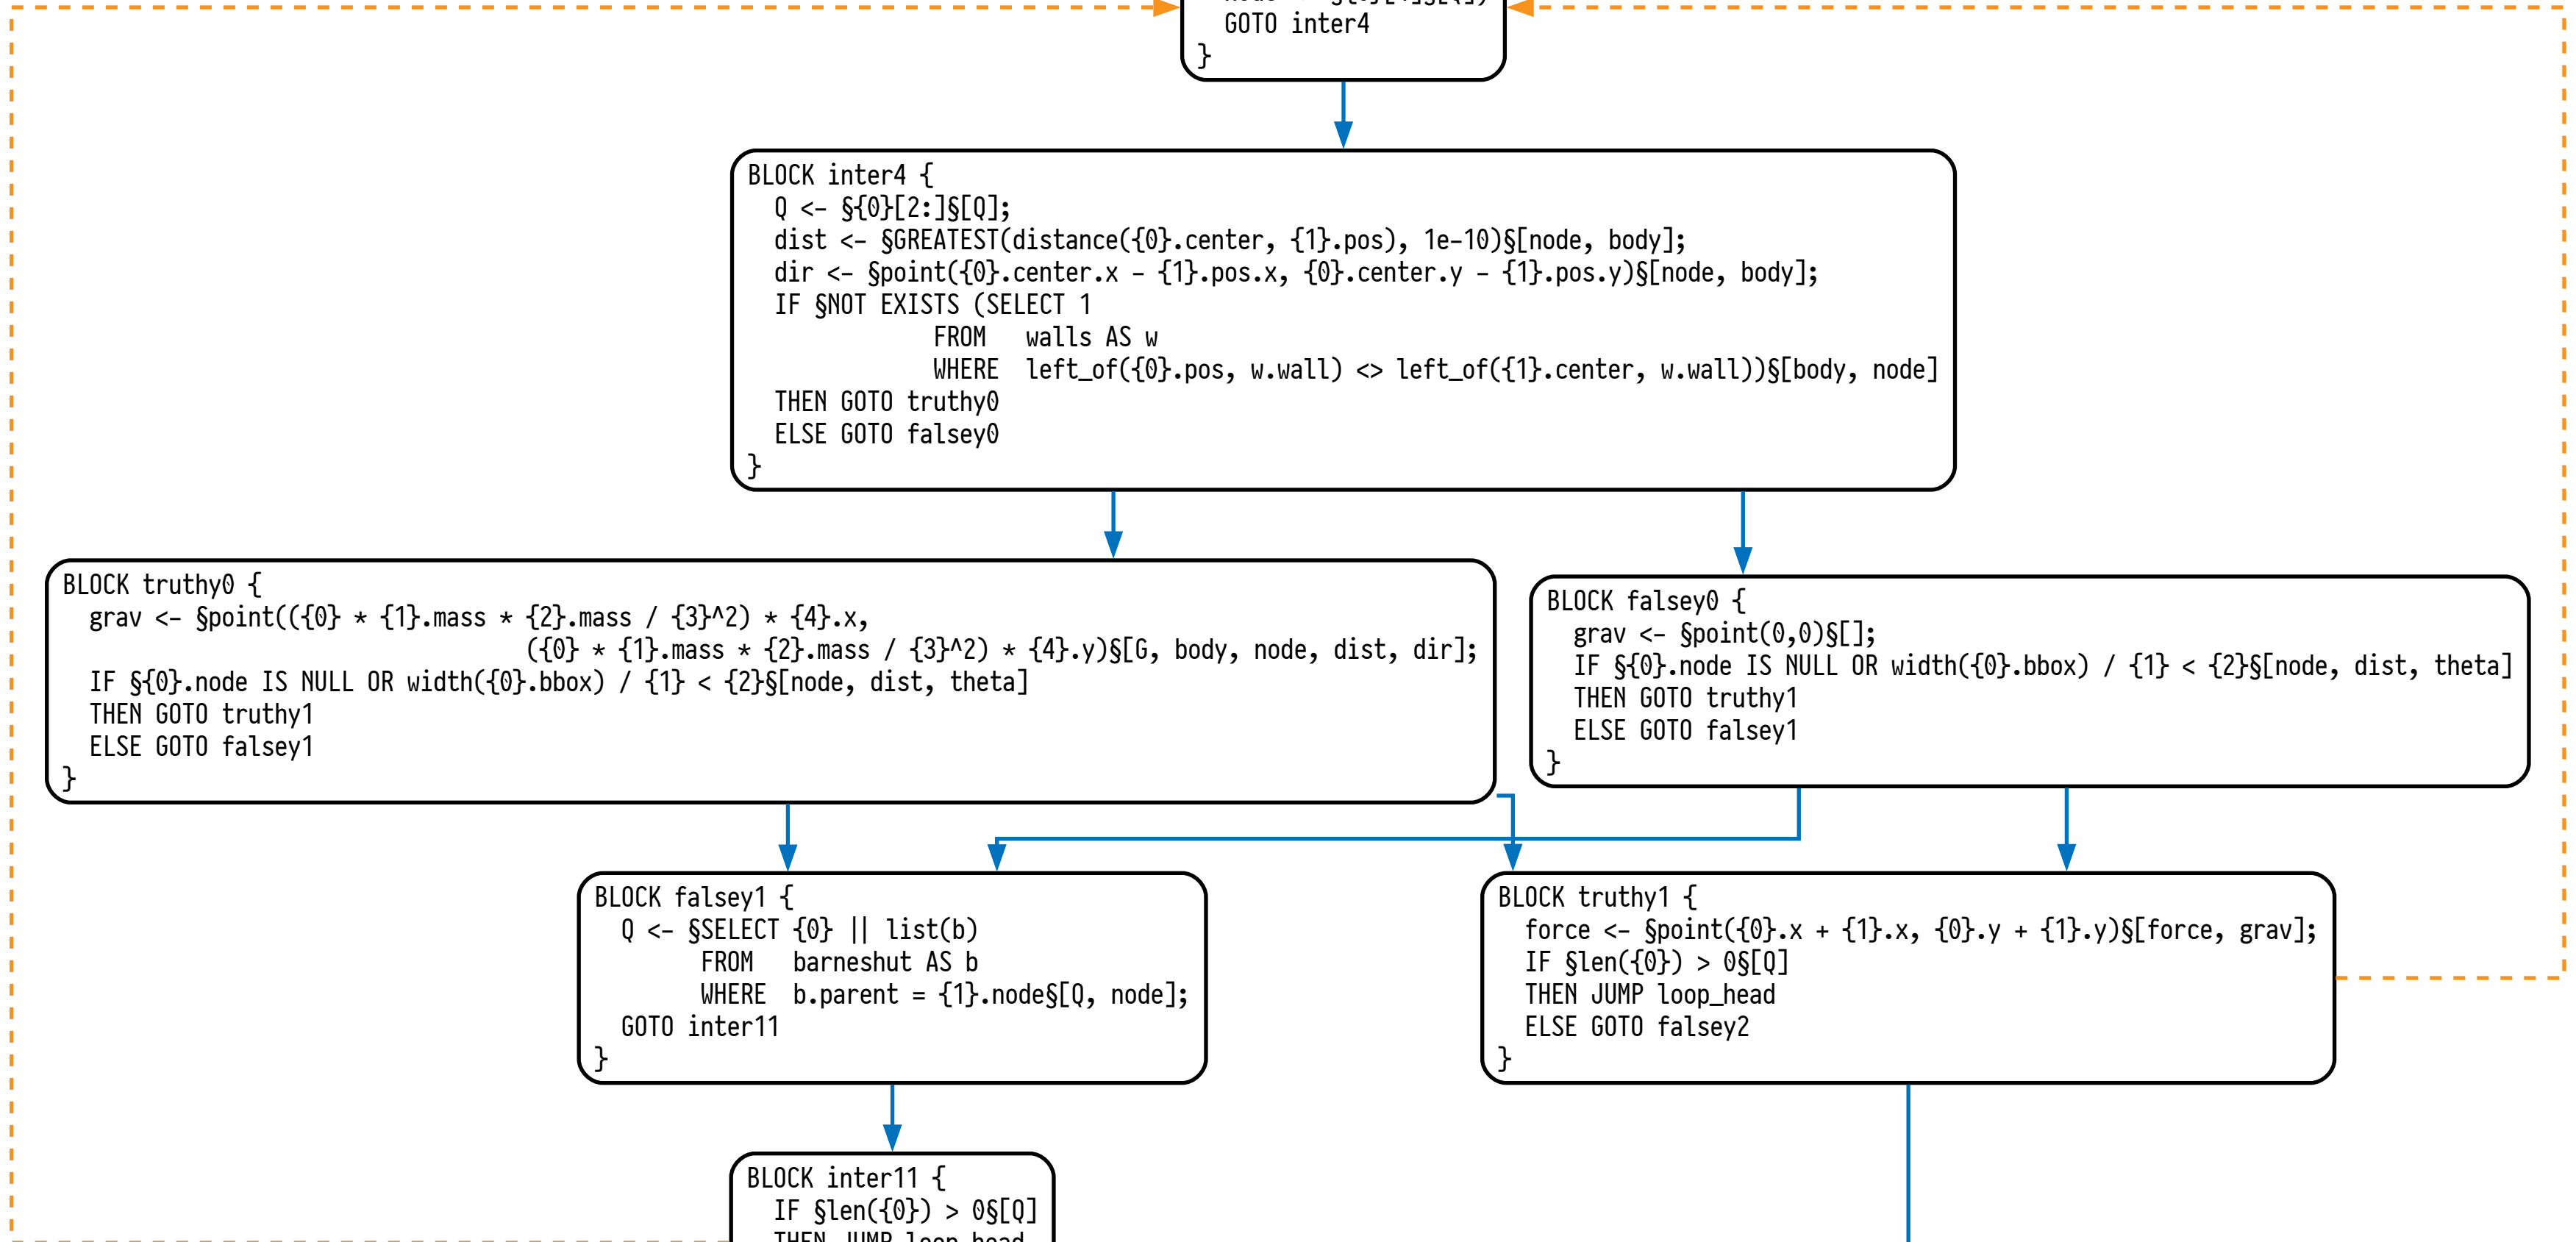 GOTO inter4
}
BLOCK inter4 {
Q <- §{0}[2:]§[Q];
dist <- §GREATEST(distance({0}.center, {1}.pos), 1e-10)§[node, body];
dir <- §point({0}.center.x - {1}.pos.x, {0}.center.y - {1}.pos.y)§[node, body];
IF §NOT EXISTS (SELECT 1
FROM walls AS w
WHERE left_of({0}.pos, w.wall) <> left_of({1}.center, w.wall))§[body, node]
THEN GOTO truthy0
ELSE GOTO falsey0
}
BLOCK truthy0 {
grav <- §point(({0} * {1}.mass * {2}.mass / {3}^2) * {4}.x,
({0} * {1}.mass * {2}.mass / {3}^2) * {4}.y)§[G, body, node, dist, dir];
IF §{0}.node IS NULL OR width({0}.bbox) / {1} < {2}§[node, dist, theta]
THEN GOTO truthy1
ELSE GOTO falsey1
}
BLOCK falsey0 {
grav <- §point(0,0)§[];
IF §{0}.node IS NULL OR width({0}.bbox) / {1} < {2}§[node, dist, theta]
THEN GOTO truthy1
ELSE GOTO falsey1
}
BLOCK falsey1 {
Q <- §SELECT {0} || list(b)
FROM barneshut AS b
WHERE b.parent = {1}.node§[Q, node];
GOTO inter11
}
BLOCK truthy1 {
force <- §point({0}.x + {1}.x, {0}.y + {1}.y)§[force, grav];
IF §len({0}) > 0§[Q]
THEN JUMP loop_head
ELSE GOTO falsey2
}
BLOCK inter11 {
IF §len({0}) > 0§[Q]
THEN JUMP loop head